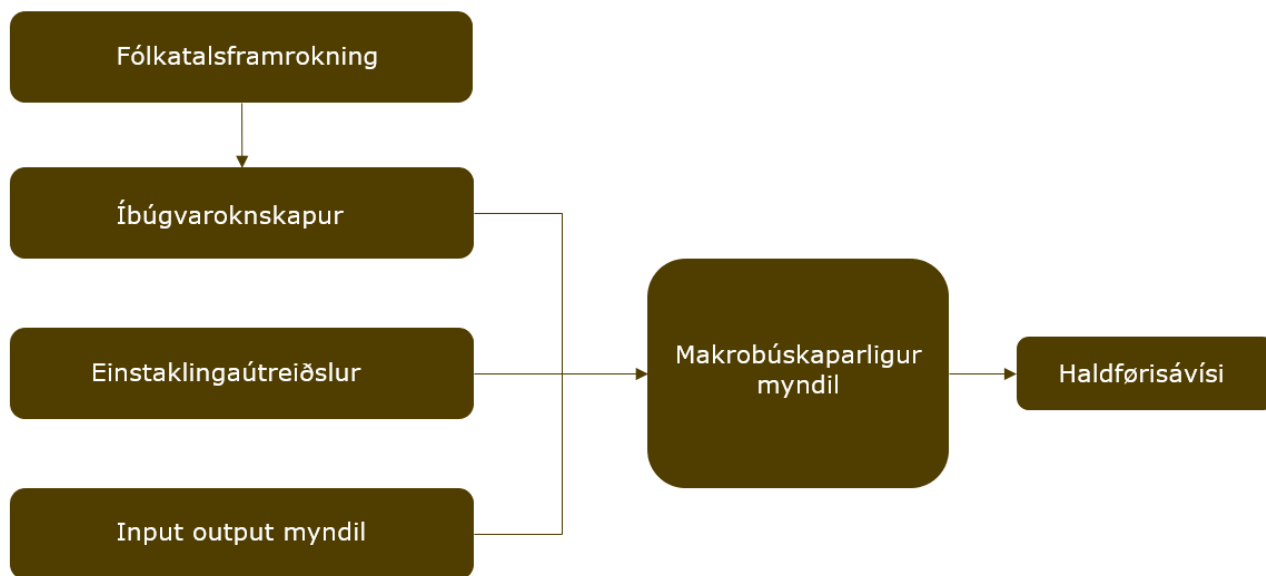 Fólkatalsframrokning
Íbúgvaroknskapur
Einstaklingaútreiðslur
Input output myndil
Makrobúskaparligur
myndil
Haldførisávísi